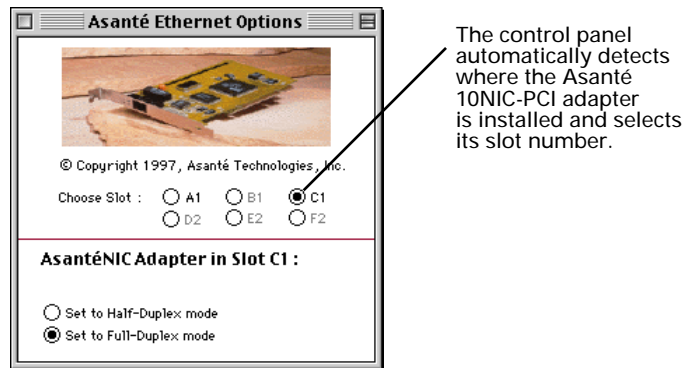 Asanté Ethernet Options
The control panel
automatically detects
where the Asanté
10NIC-PCI adapter
is installed and selects
its slot number.
© Copyright 1997, Asanté Technologies, Inc.
Choose Slot : A1 B1 C1
D2 E2 F2
AsantéNIC Adapter in Slot C1 :
Set to Half-Duplex mode
Set to Full-Duplex mode